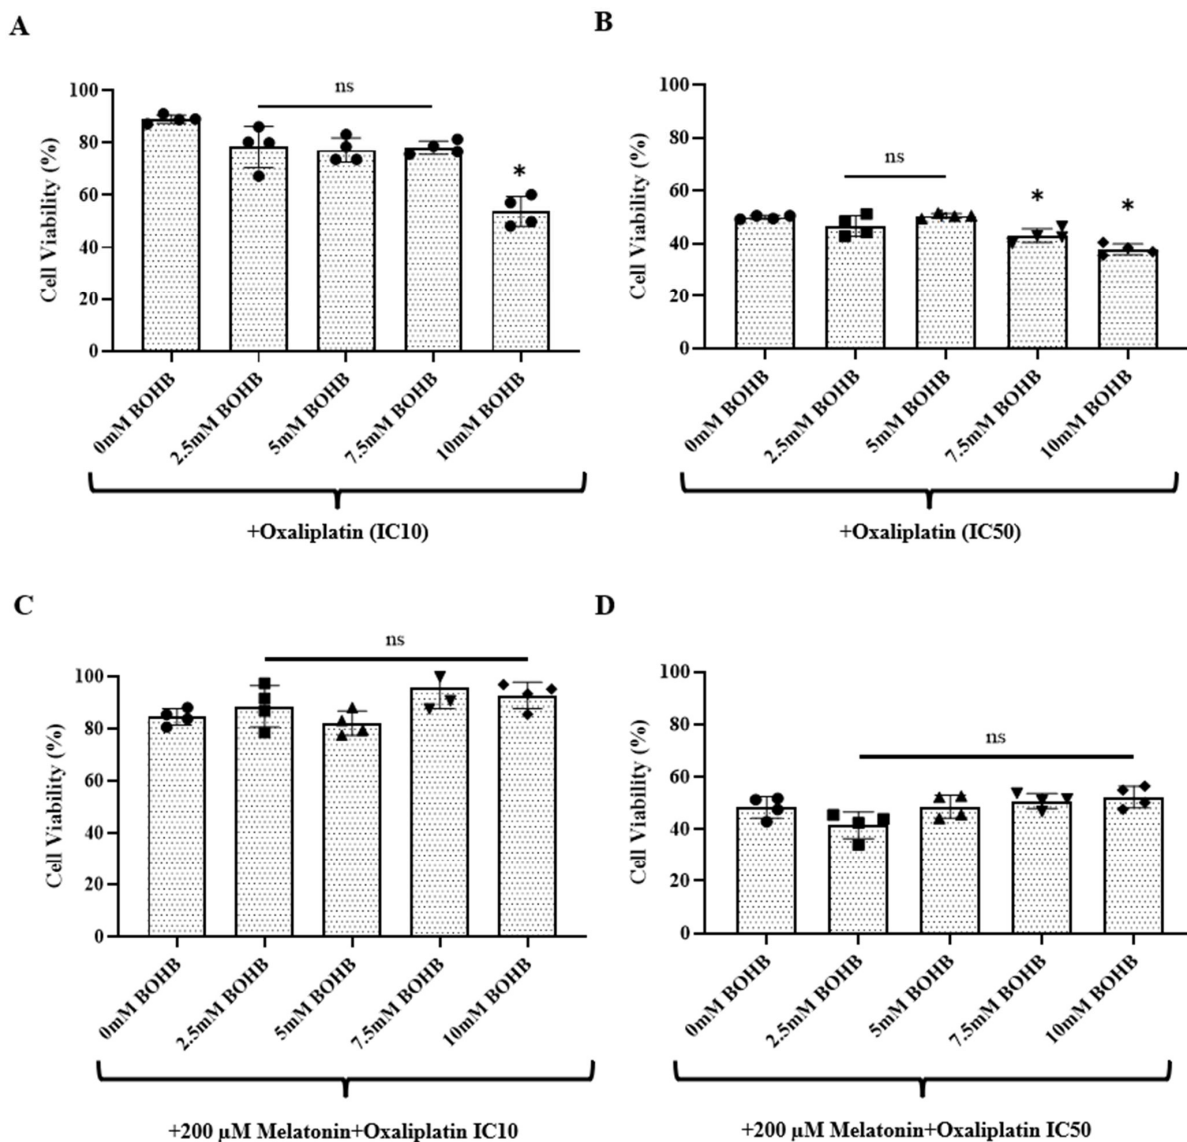 A
Cell Viability (%)
100
80
60
40
20
0
ns
*
0mM BOHB
2.5mM BOHB
5mM BOHB
7.5mM BOHB
10mM BOHB
+Oxaliplatin (IC10)
B
Cell Viability (%)
100
80
60
40
20
0
ns
*
*
0mM BOHB
2.5mM BOHB
5mM BOHB
7.5mM BOHB
10mM BOHB
+Oxaliplatin (IC50)
C
Cell Viability (%)
100
80
60
40
20
0
ns
0mM BOHB
2.5mM BOHB
5mM BOHB
7.5mM BOHB
10mM BOHB
+200 μM Melatonin+Oxaliplatin IC10
D
Cell Viability (%)
100
80
60
40
20
0
ns
0mM BOHB
2.5mM BOHB
5mM BOHB
7.5mM BOHB
10mM BOHB
+200 μM Melatonin+Oxaliplatin IC50